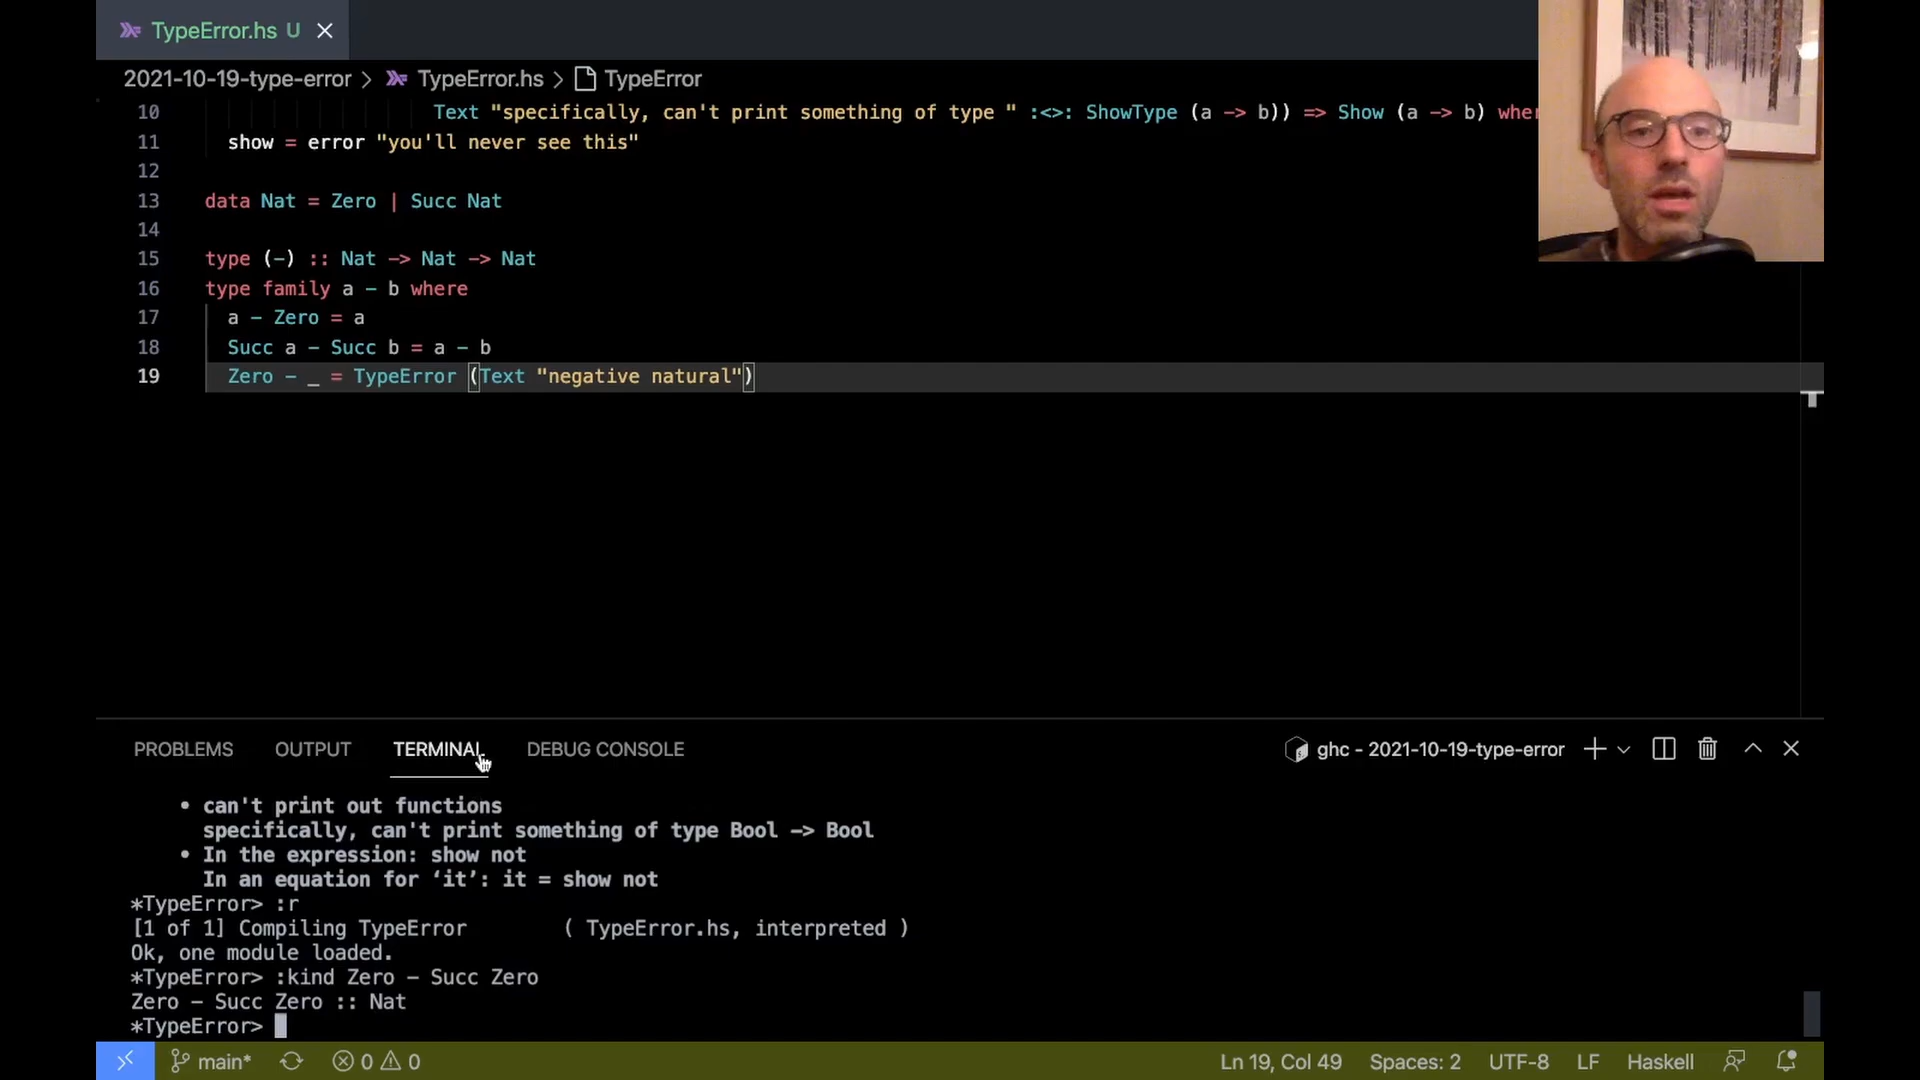 TypeError.hs U
2021-10-19-type-error > TypeError.hs > TypeError
10 Text "specifically, can't print something of type " :<>: ShowType (a -> b)) => Show (a -> b) wher
11 show = error "you'll never see this"
12
13 data Nat = Zero | Succ Nat
14
15 type (-) :: Nat -> Nat -> Nat
16 type family a - b where
17 a - Zero = a
18 Succ a - Succ b = a - b
19 Zero - _ = TypeError (Text "negative natural")
PROBLEMS OUTPUT TERMINAL DEBUG CONSOLE ghc - 2021-10-19-type-error
• can't print out functions
specifically, can't print something of type Bool -> Bool
• In the expression: show not
In an equation for ‘it’: it = show not
*TypeError> :r
[1 of 1] Compiling TypeError ( TypeError.hs, interpreted )
Ok, one module loaded.
*TypeError> :kind Zero - Succ Zero
Zero - Succ Zero :: Nat
*TypeError>
main* 0 0 Ln 19, Col 49 Spaces: 2 UTF-8 LF Haskell